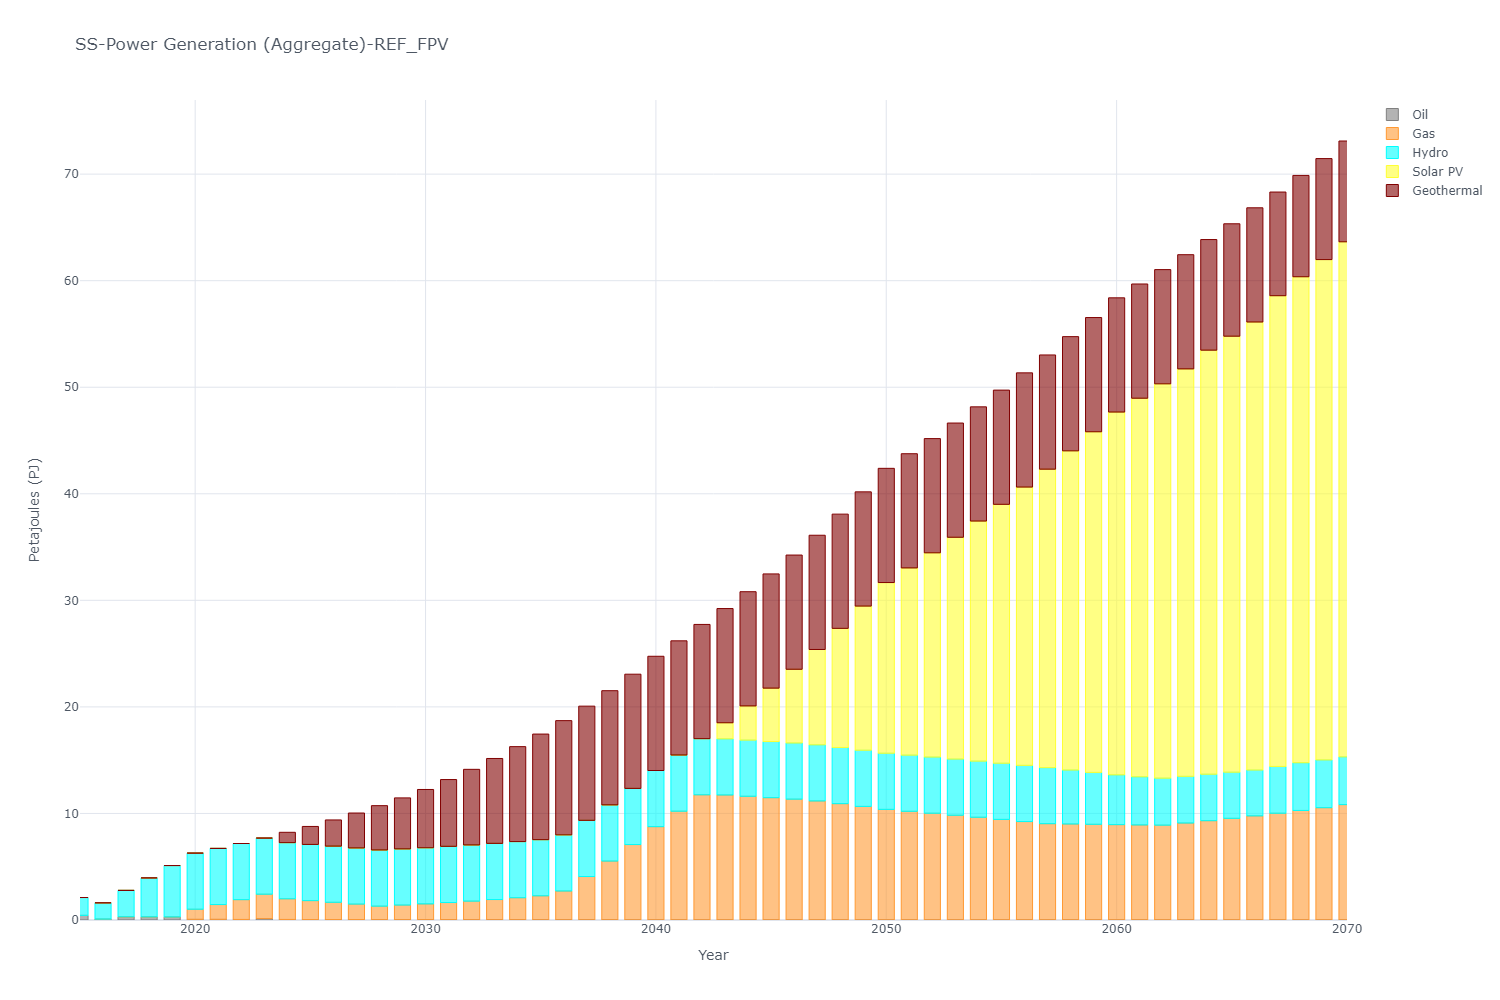 SS-Power Generation (Aggregate)-REF_FPV
Oil
Gas
Hydro
Solar PV
Geothermal
Petajoules (PJ)
70
60
50
40
30
20
10
0
2020
2030
2040
2050
2060
2070
Year